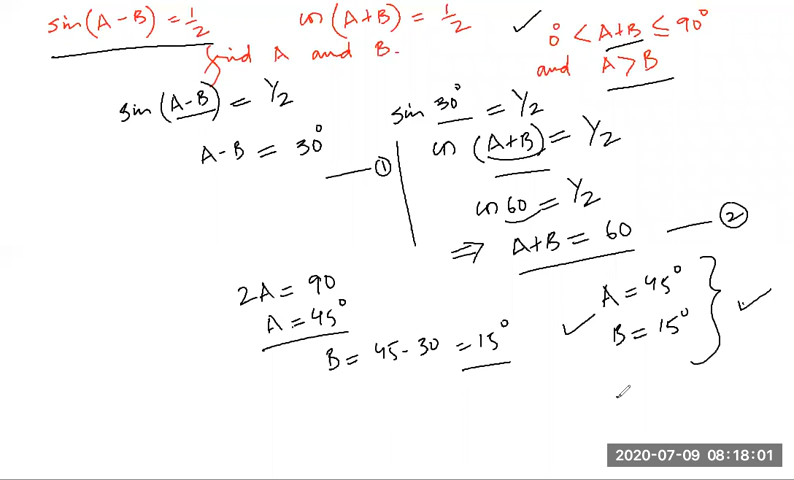 sin(A-B) = 1/2 cos(A+B) = 1/2 ✓ 0° < A+B ≤ 90°
find A and B. and A > B
sin(A-B) = 1/2 sin 30° = 1/2
A-B = 30° — ① cos (A+B) = 1/2
cos 60 = 1/2
⇒ A+B = 60 — ②
2A = 90 A = 45°
A = 45° B = 15°
B = 45-30 = 15°
2020-07-09 08:18:01